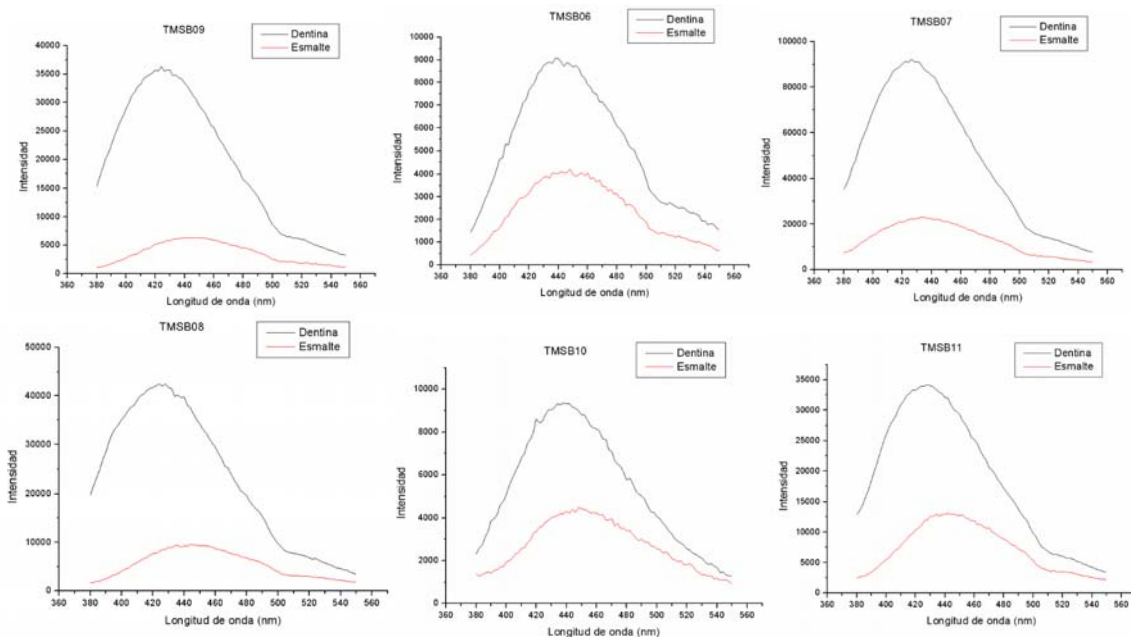 TMSB09
Dentina
Esmalte
40000
35000
30000
25000
20000
15000
10000
5000
0
Intensidad
360 380 400 420 440 460 480 500 520 540 560
Longitud de onda (nm)
TMSB06
Dentina
Esmalte
10000
9000
8000
7000
6000
5000
4000
3000
2000
1000
0
Intensidad
360 380 400 420 440 460 480 500 520 540 560
Longitud de onda (nm)
TMSB07
Dentina
Esmalte
100000
80000
60000
40000
20000
0
Intensidad
360 380 400 420 440 460 480 500 520 540 560
Longitud de onda (nm)
TMSB08
Dentina
Esmalte
50000
40000
30000
20000
10000
0
Intensidad
360 380 400 420 440 460 480 500 520 540 560
Longitud de onda (nm)
TMSB10
Dentina
Esmalte
10000
8000
6000
4000
2000
0
Intensidad
360 380 400 420 440 460 480 500 520 540 560
Longitud de onda (nm)
TMSB11
Dentina
Esmalte
35000
30000
25000
20000
15000
10000
5000
0
Intensidad
360 380 400 420 440 460 480 500 520 540 560
Longitud de onda (nm)